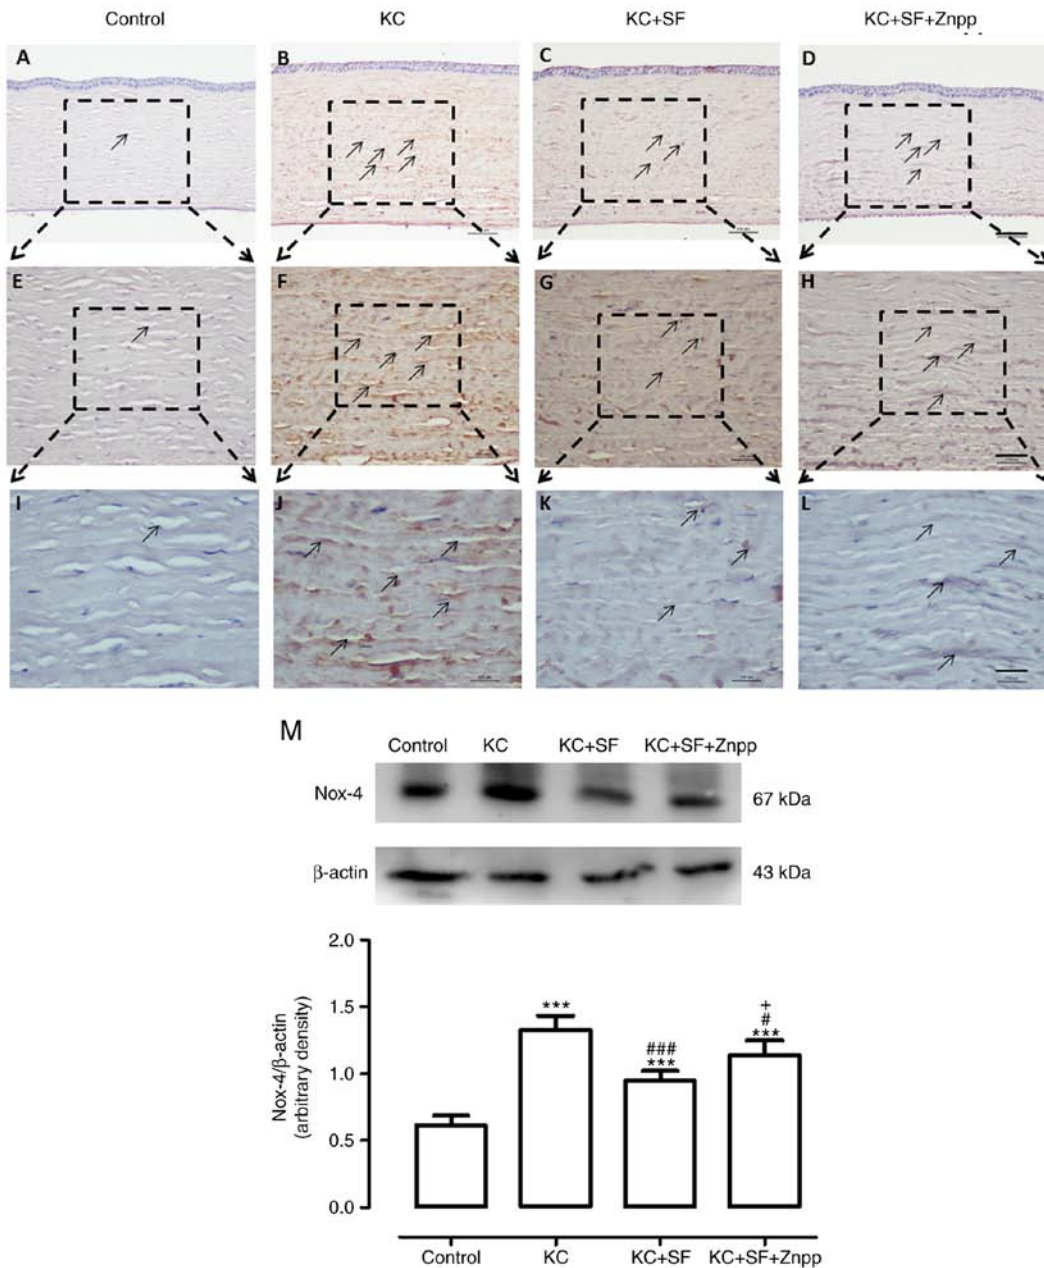 Control KC KC+SF KC+SF+Znpp
A B C D
E F G H
I J K L
M
Control KC KC+SF KC+SF+Znpp
Nox-4 67 kDa
β-actin 43 kDa
2.0
1.5
1.0
0.5
0.0
Nox-4/β-actin
(arbitrary density)
***
###
***
+
#
***
Control KC KC+SF KC+SF+Znpp